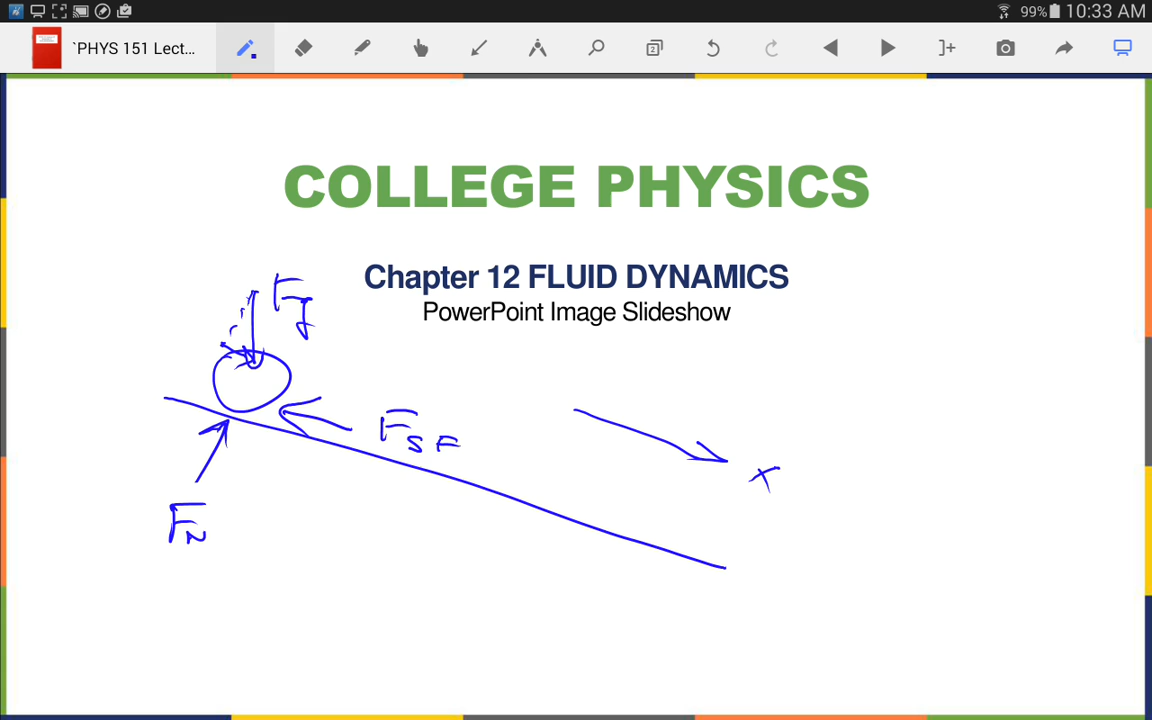 99% 10:33 AM
`PHYS 151 Lect...
2
COLLEGE PHYSICS
Chapter 12 FLUID DYNAMICS
PowerPoint Image Slideshow
Fg
FSF
x
FN